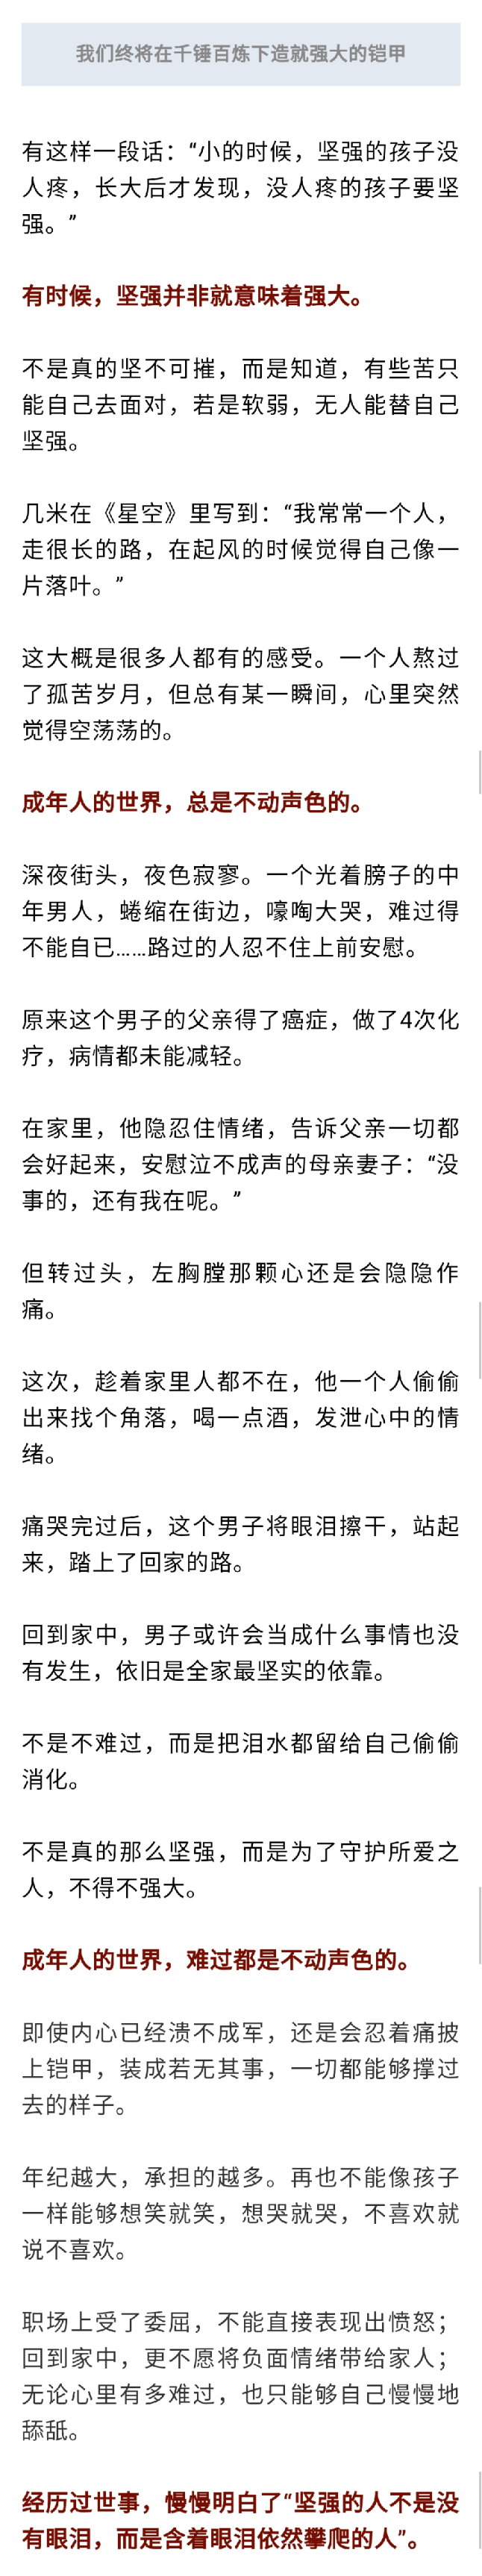 我们终将在千锤百炼下造就强大的铠甲
有这样一段话：“小的时候，坚强的孩子没
人疼，长大后才发现，没人疼的孩子要坚
强。”
有时候，坚强并非就意味着强大。
不是真的坚不可摧，而是知道，有些苦只
能自己去面对，若是软弱，无人能替自己
坚强。
几米在《星空》里写到：“我常常一个人，
走很长的路，在起风的时候觉得自己像一
片落叶。”
这大概是很多人都有的感受。一个人熬过
了孤苦岁月，但总有某一瞬间，心里突然
觉得空荡荡的。
成年人的世界，总是不动声色的。
深夜街头，夜色寂寥。一个光着膀子的中
年男人，蜷缩在街边，嚎啕大哭，难过得
不能自已......路过的人忍不住上前安慰。
原来这个男子的父亲得了癌症，做了4次化
疗，病情都未能减轻。
在家里，他隐忍住情绪，告诉父亲一切都
会好起来，安慰泣不成声的母亲妻子：“没
事的，还有我在呢。”
但转过头，左胸膛那颗心还是会隐隐作
痛。
这次，趁着家里人都不在，他一个人偷偷
出来找个角落，喝一点酒，发泄心中的情
绪。
痛哭完过后，这个男子将眼泪擦干，站起
来，踏上了回家的路。
回到家中，男子或许会当成什么事情也没
有发生，依旧是全家最坚实的依靠。
不是不难过，而是把泪水都留给自己偷偷
消化。
不是真的那么坚强，而是为了守护所爱之
人，不得不强大。
成年人的世界，难过都是不动声色的。
即使内心已经溃不成军，还是会忍着痛披
上铠甲，装成若无其事，一切都能够撑过
去的样子。
年纪越大，承担的越多。再也不能像孩子
一样能够想笑就笑，想哭就哭，不喜欢就
说不喜欢。
职场上受了委屈，不能直接表现出愤怒；
回到家中，更不愿将负面情绪带给家人；
无论心里有多难过，也只能够自己慢慢地
舔舐。
经历过世事，慢慢明白了“坚强的人不是没
有眼泪，而是含着眼泪依然攀爬的人”。